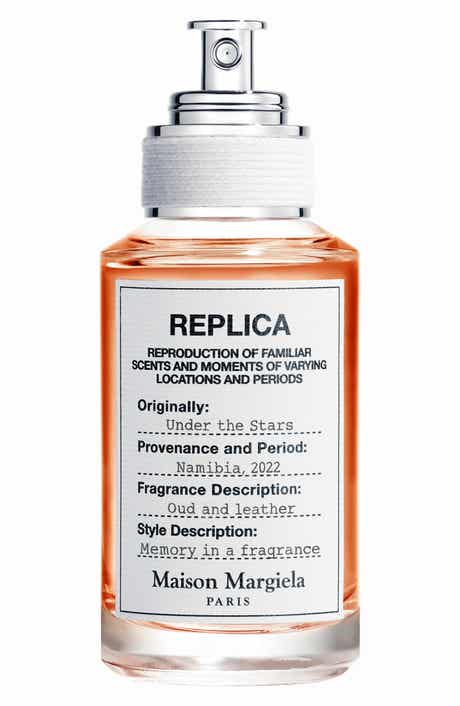 REPLICA
REPRODUCTION OF FAMILIAR
SCENTS AND MOMENTS OF VARYING
LOCATIONS AND PERIODS
Originally:
Under the Stars
Provenance and Period:
Namibia, 2022
Fragrance Description:
Oud and leather
Style Description:
Memory in a fragrance
Maison Margiela
PARIS